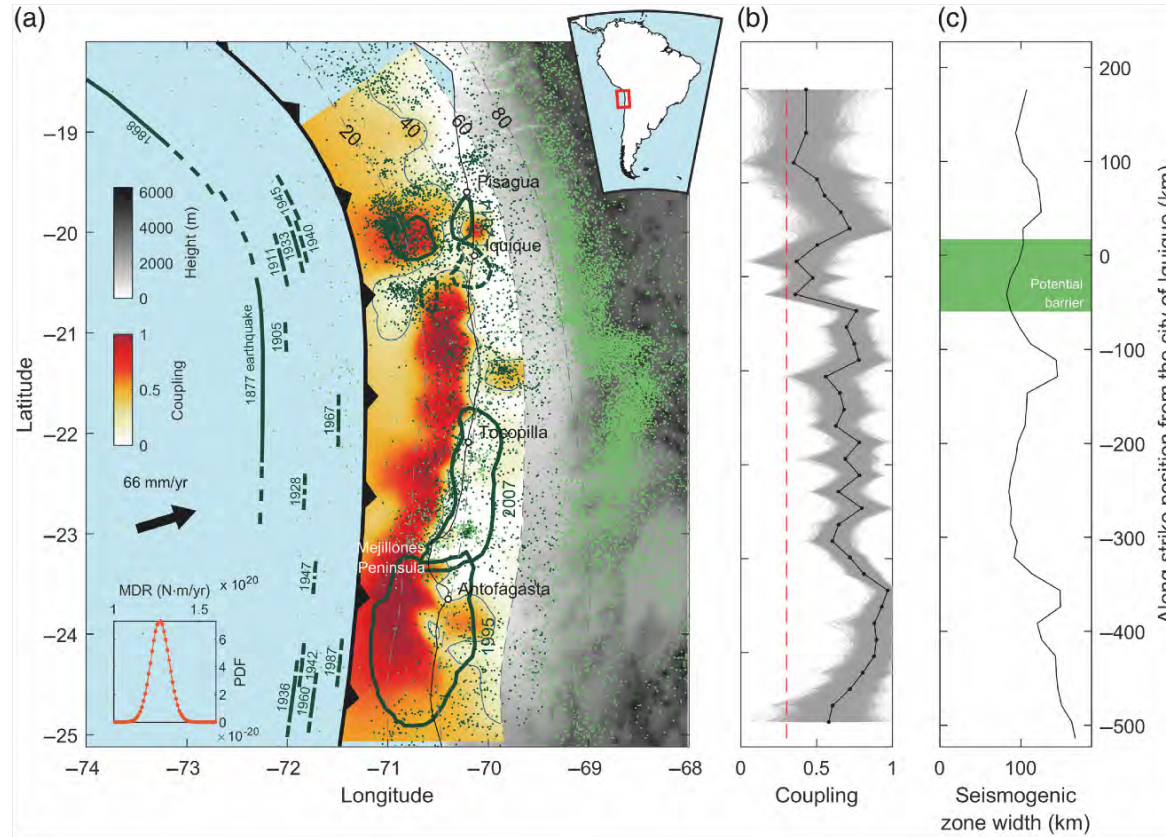 (a)
(b)
(c)
−19
−20
−21
−22
−23
−24
−25
Latitude
−74
−73
−72
−71
−70
−69
−68
Longitude
1868
1877 earthquake
1945
1933
1940
1911
1905
1967
1928
1947
1936
1960
1942
1987
6000
4000
2000
0
Height (m)
1
0.5
0
Coupling
66 mm/yr
MDR (N·m/yr)
× 10²⁰
1
1.5
6
4
2
0
PDF
× 10⁻²⁰
20
40
60
80
Pisagua
Iquique
Tocopilla
2007
Mejillones
Peninsula
Antofagasta
1995
0
0.5
1
Coupling
Potential
barrier
0
100
Seismogenic
zone width (km)
200
100
0
−100
−200
−300
−400
−500
Along-strike position from the city of Iquique (km)